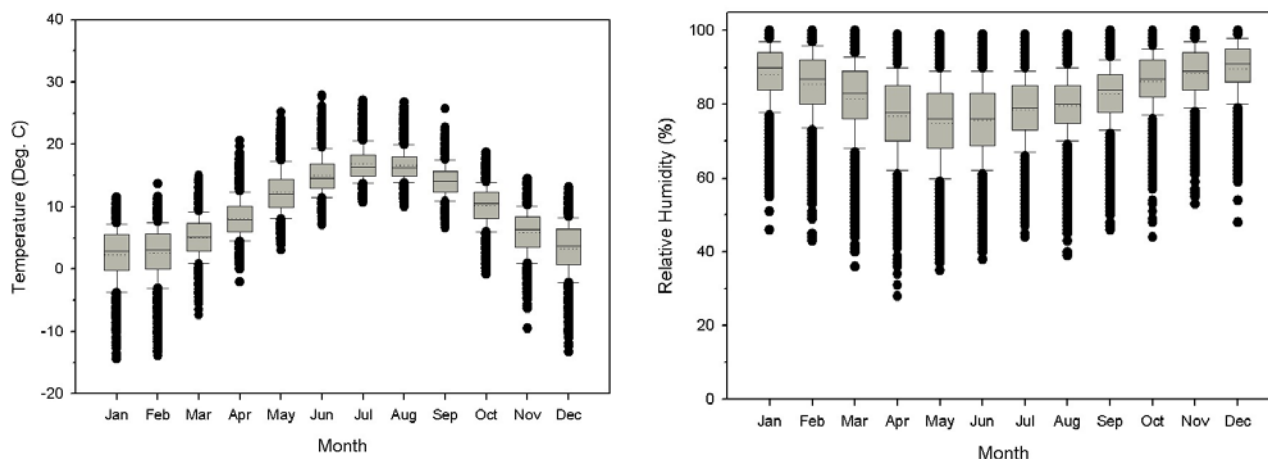 Temperature (Deg. C)
40
30
20
10
0
-10
-20
Jan Feb Mar Apr May Jun Jul Aug Sep Oct Nov Dec
Month
Relative Humidity (%)
100
80
60
40
20
0
Jan Feb Mar Apr May Jun Jul Aug Sep Oct Nov Dec
Month